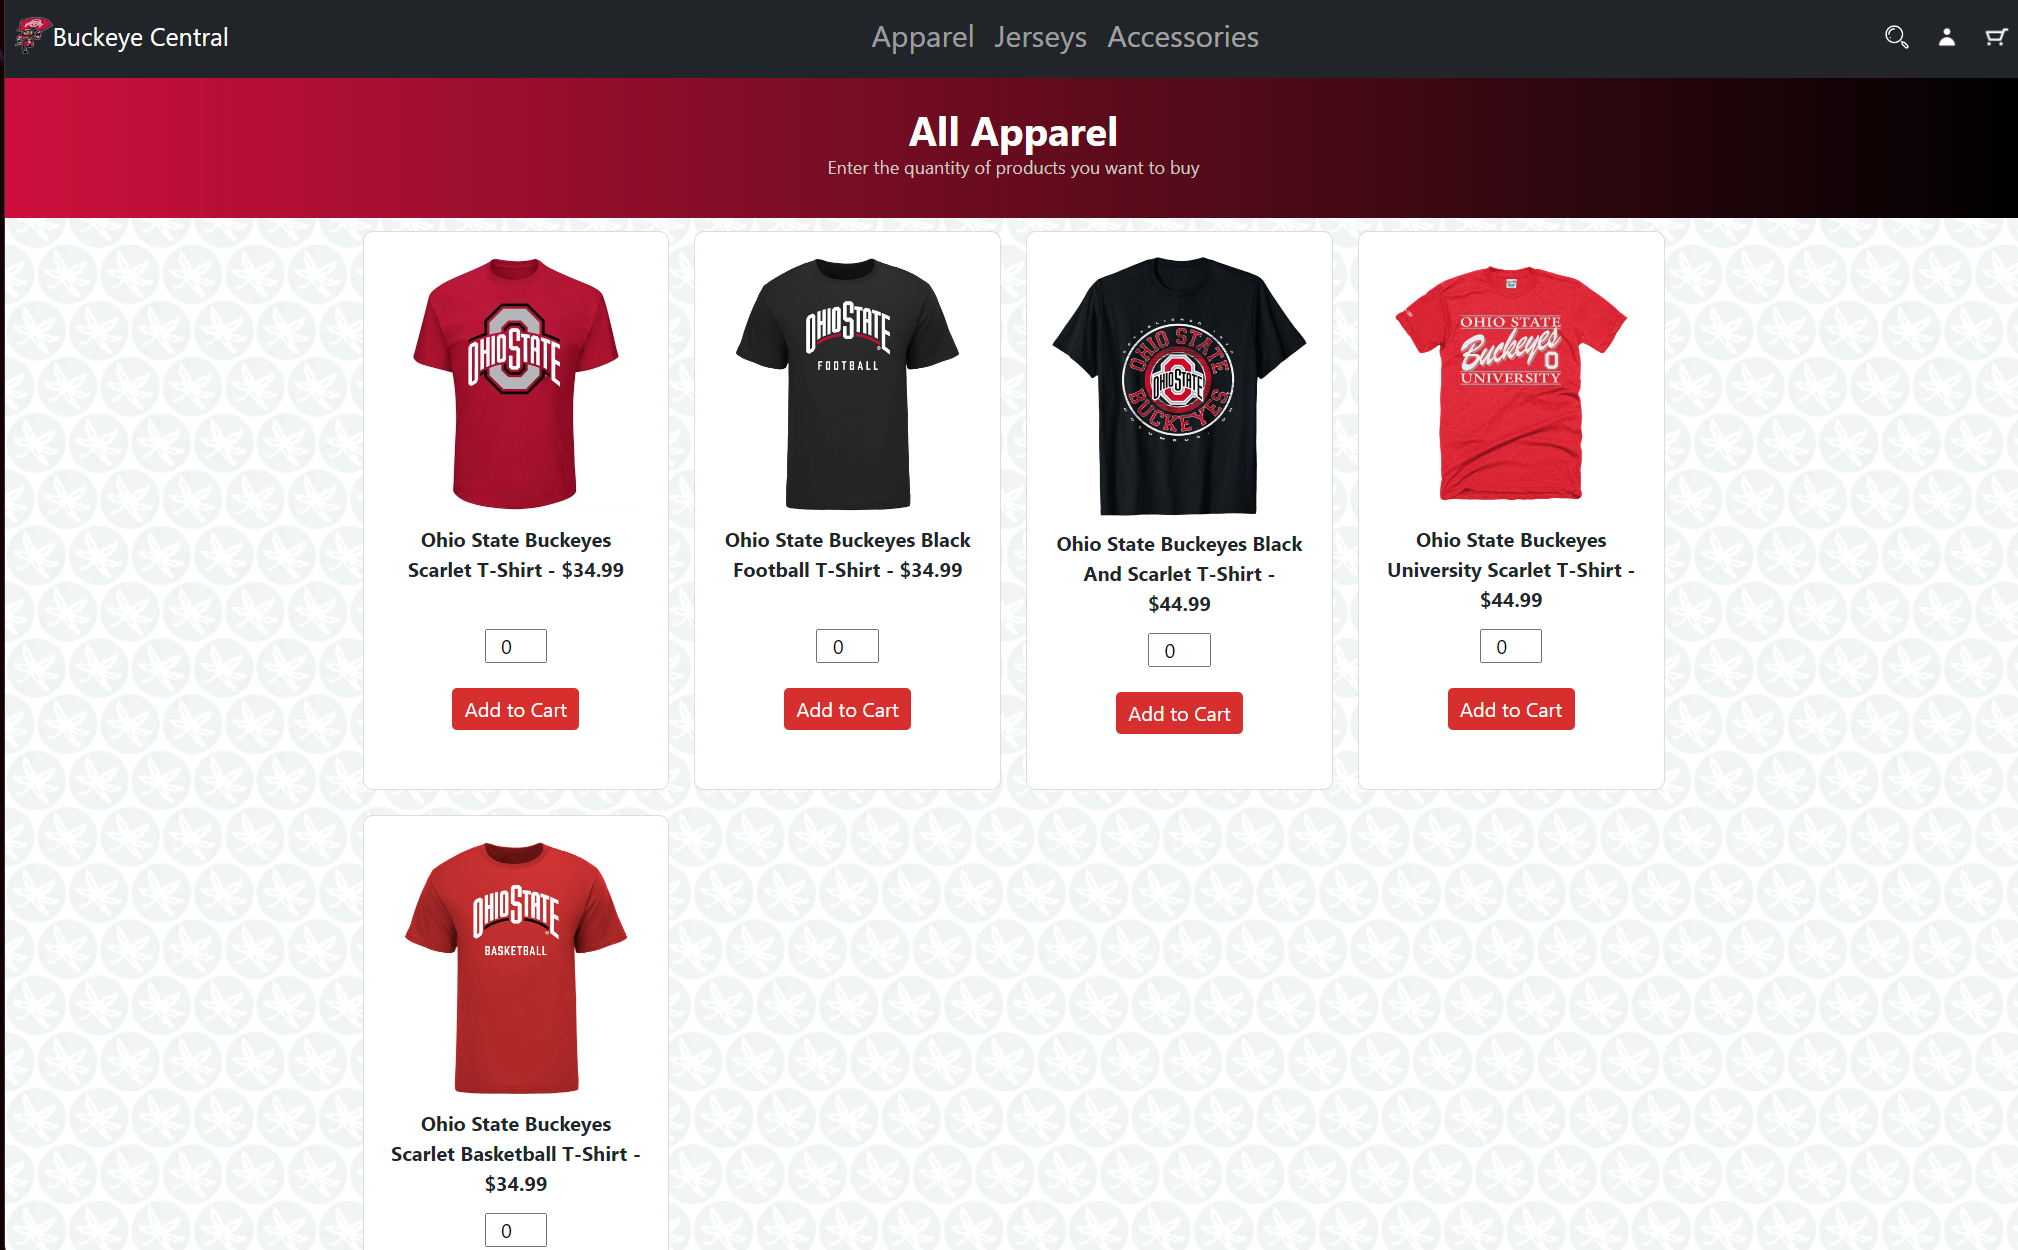 Buckeye Central
Apparel Jerseys Accessories
All Apparel
Enter the quantity of products you want to buy
OHIO STATE
Ohio State Buckeyes
Scarlet T-Shirt - $34.99
0
Add to Cart
OHIO STATE
FOOTBALL
Ohio State Buckeyes Black
Football T-Shirt - $34.99
0
Add to Cart
OHIO STATE
OHIO STATE
BUCKEYES
Ohio State Buckeyes Black
And Scarlet T-Shirt -
$44.99
0
Add to Cart
OHIO STATE
Buckeyes
O
UNIVERSITY
Ohio State Buckeyes
University Scarlet T-Shirt -
$44.99
0
Add to Cart
OHIO STATE
BASKETBALL
Ohio State Buckeyes
Scarlet Basketball T-Shirt -
$34.99
0